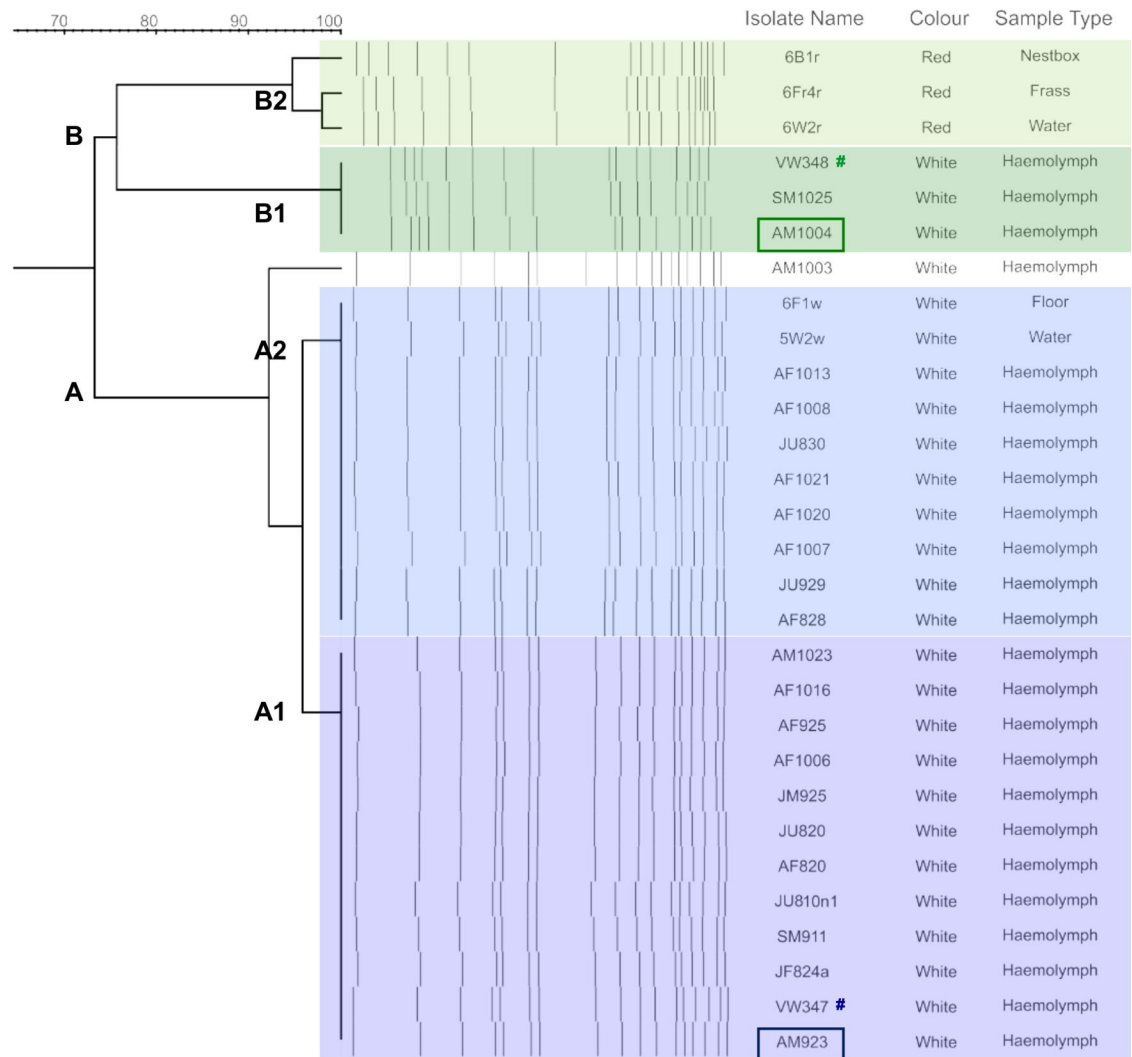 70 80 90 100 Isolate Name Colour Sample Type
6B1r Red Nestbox
B2 6Fr4r Red Frass
B 6W2r Red Water
VW348 # White Haemolymph
SM1025 White Haemolymph
B1 AM1004 White Haemolymph
AM1003 White Haemolymph
6F1w White Floor
A2 5W2w White Water
A AF1013 White Haemolymph
AF1008 White Haemolymph
JU830 White Haemolymph
AF1021 White Haemolymph
AF1020 White Haemolymph
AF1007 White Haemolymph
JU929 White Haemolymph
AF828 White Haemolymph
AM1023 White Haemolymph
A1 AF1016 White Haemolymph
AF925 White Haemolymph
AF1006 White Haemolymph
JM925 White Haemolymph
JU820 White Haemolymph
AF820 White Haemolymph
JU810n1 White Haemolymph
SM911 White Haemolymph
JF824a White Haemolymph
VW347 # White Haemolymph
AM923 White Haemolymph